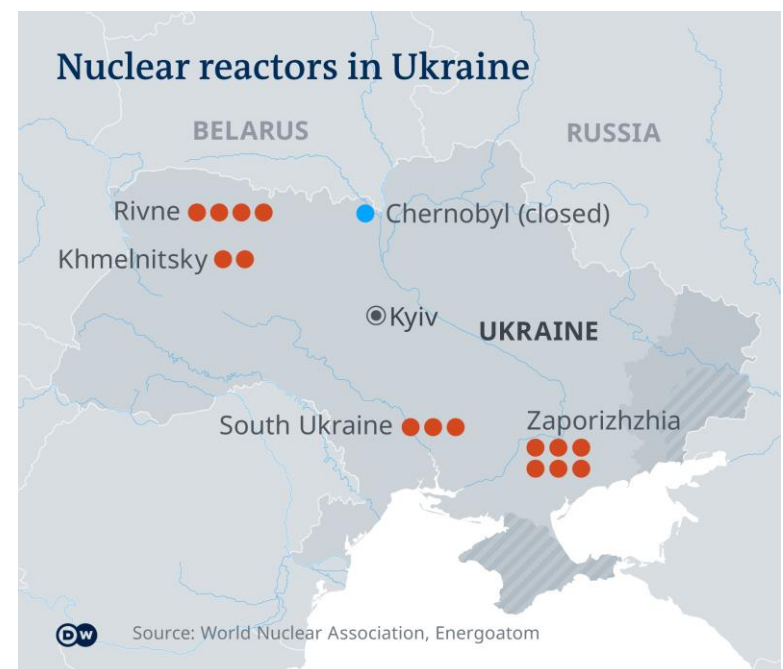 Nuclear reactors in Ukraine
BELARUS
RUSSIA
Rivne
Chernobyl (closed)
Khmelnitsky
Kyiv
UKRAINE
South Ukraine
Zaporizhzhia
DW
Source: World Nuclear Association, Energoatom